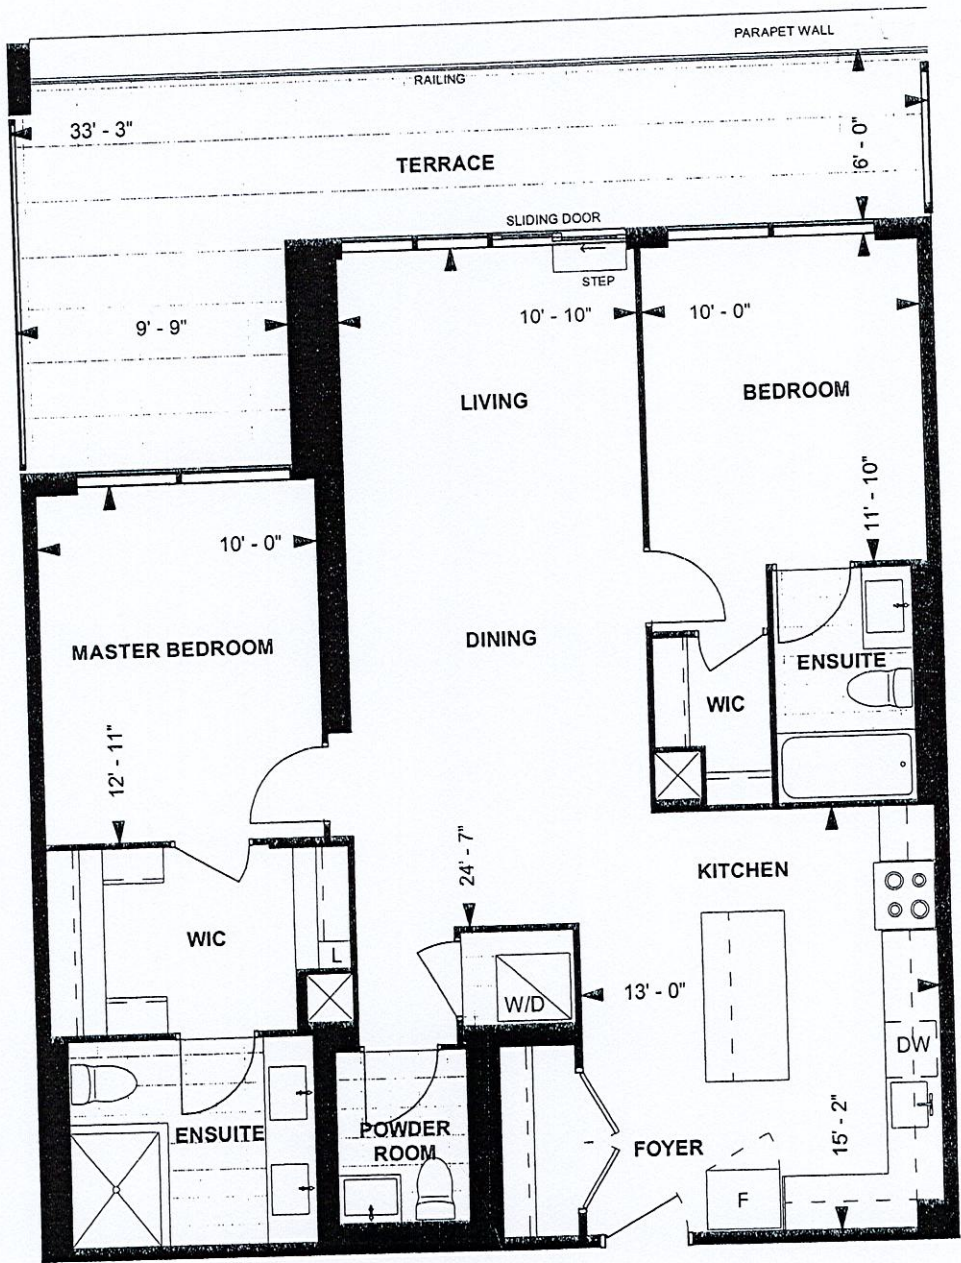 PARAPET WALL
RAILING
33' - 3"
6' - 0"
TERRACE
SLIDING DOOR
STEP
9' - 9"
10' - 10"
10' - 0"
LIVING
BEDROOM
11' - 10"
10' - 0"
MASTER BEDROOM
DINING
ENSUITE
WIC
12' - 11"
24' - 7"
KITCHEN
WIC
L
W/D
13' - 0"
DW
ENSUITE
POWDER
ROOM
FOYER
15' - 2"
F